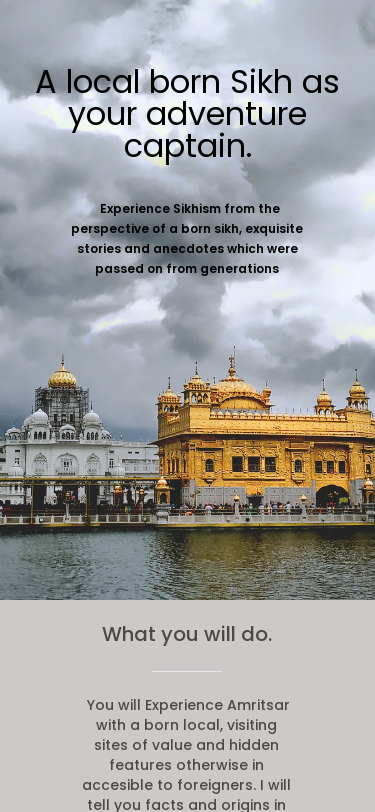 A local born Sikh as
your adventure
captain.
Experience Sikhism from the
perspective of a born sikh, exquisite
stories and anecdotes which were
passed on from generations
What you will do.
You will Experience Amritsar
with a born local, visiting
sites of value and hidden
features otherwise in
accesible to foreigners. I will
tell you facts and origins in